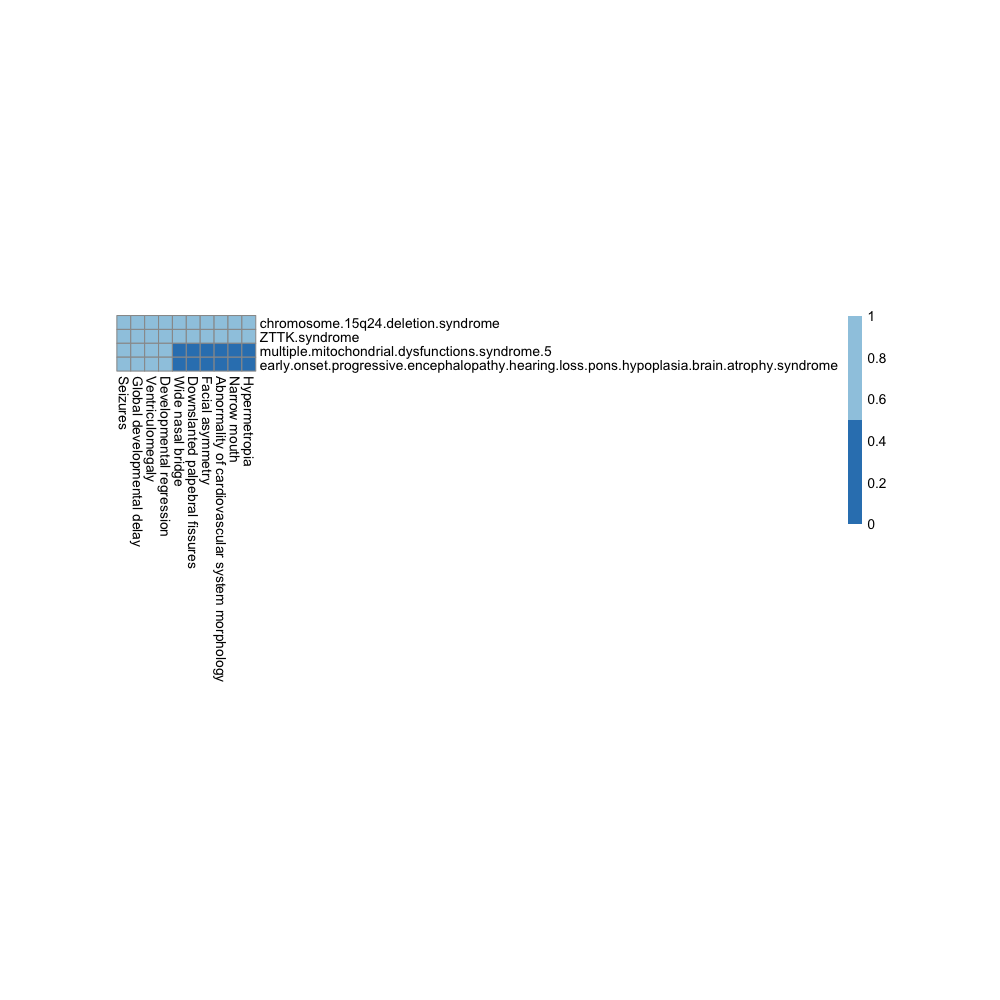 chromosome.15q24.deletion.syndrome
ZTTK.syndrome
multiple.mitochondrial.dysfunctions.syndrome.5
early.onset.progressive.encephalopathy.hearing.loss.pons.hypoplasia.brain.atrophy.syndrome
Seizures
Global developmental delay
Ventriculomegaly
Developmental regression
Wide nasal bridge
Downslanted palpebral fissures
Facial asymmetry
Abnormality of cardiovascular system morphology
Narrow mouth
Hypermetropia
1
0.8
0.6
0.4
0.2
0